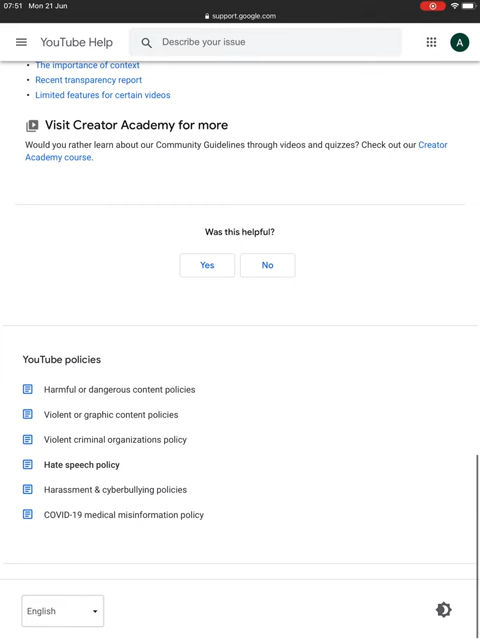 07:51 Mon 21 Jun
support.google.com
YouTube Help
Describe your issue
A
• The importance of context
• Recent transparency report
• Limited features for certain videos
Visit Creator Academy for more
Would you rather learn about our Community Guidelines through videos and quizzes? Check out our Creator
Academy course.
Was this helpful?
Yes No
YouTube policies
Harmful or dangerous content policies
Violent or graphic content policies
Violent criminal organizations policy
Hate speech policy
Harassment & cyberbullying policies
COVID-19 medical misinformation policy
English